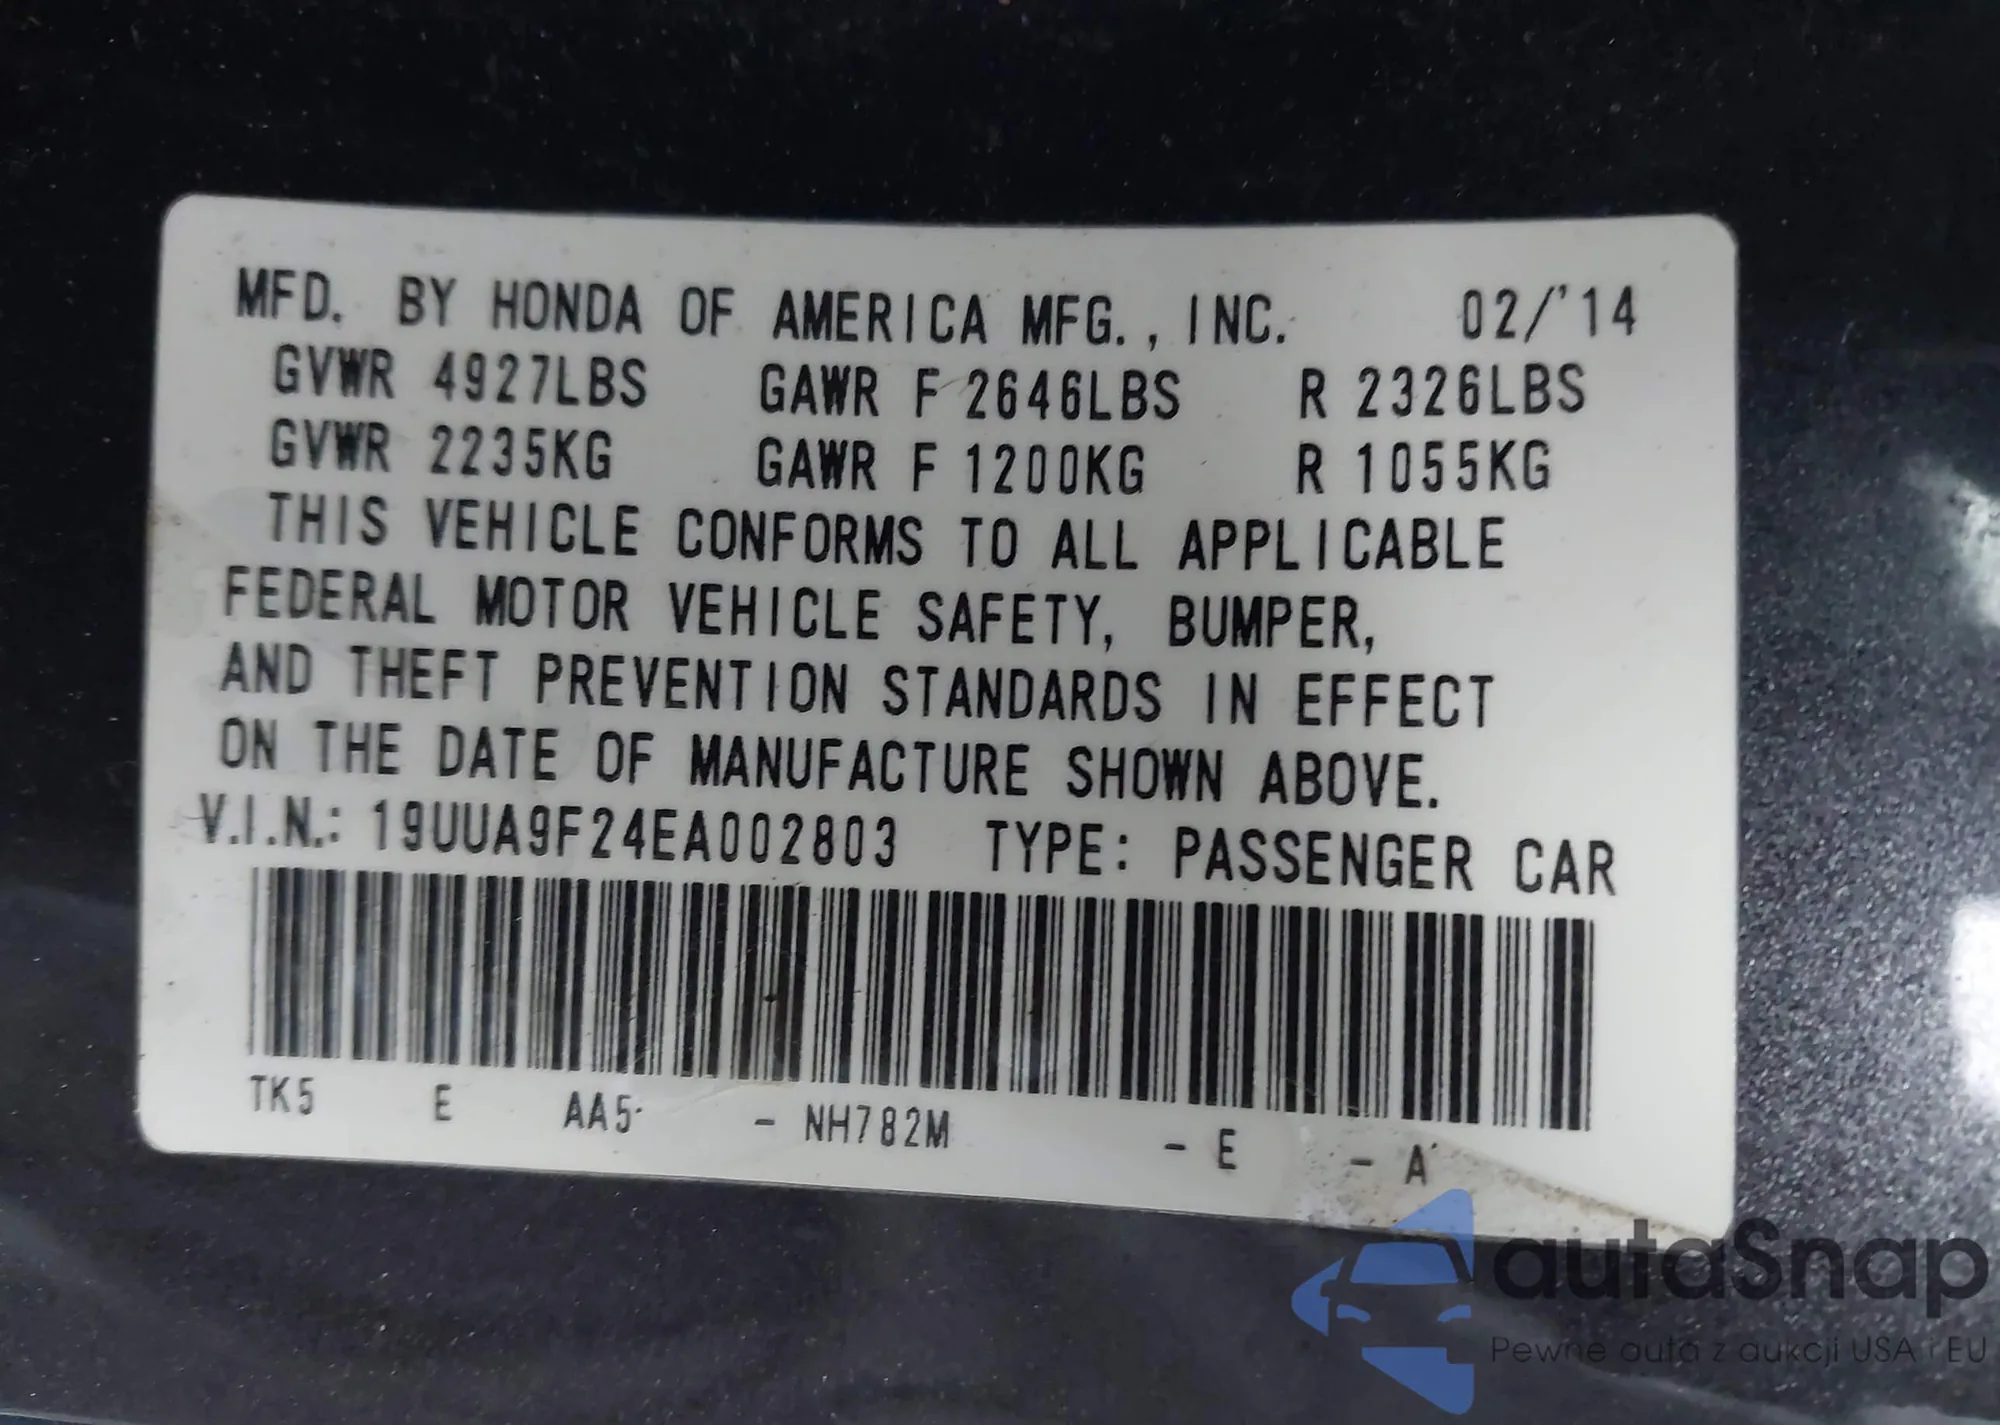 MFD. BY HONDA OF AMERICA MFG., INC. 02/'14
GVWR 4927LBS GAWR F 2646LBS R 2326LBS
GVWR 2235KG GAWR F 1200KG R 1055KG
THIS VEHICLE CONFORMS TO ALL APPLICABLE
FEDERAL MOTOR VEHICLE SAFETY, BUMPER,
AND THEFT PREVENTION STANDARDS IN EFFECT
ON THE DATE OF MANUFACTURE SHOWN ABOVE.
V.I.N.: 19UUA9F24EA002803 TYPE: PASSENGER CAR
TK5 E AA5 - NH782M - E - A
autaSnap
Pewne auta z aukcji USA i EU